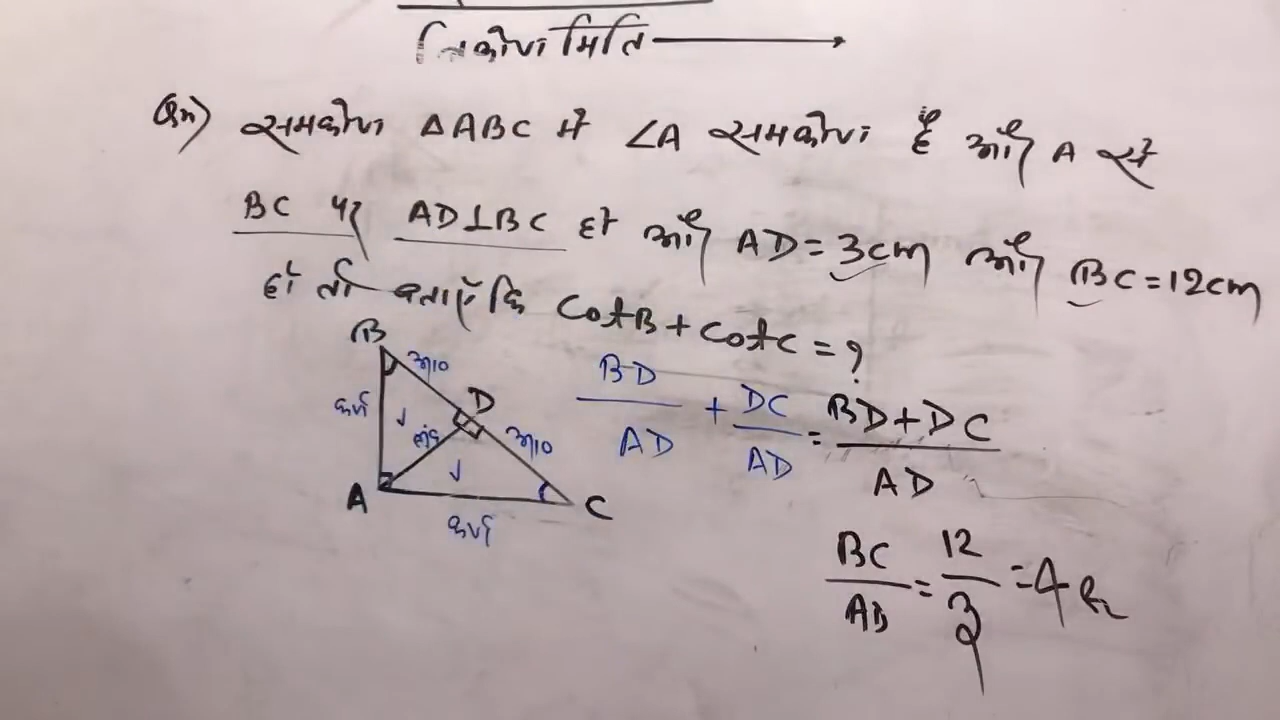 त्रिकोणमिति
Qn) समकोण ΔABC में ∠A समकोण है और A से
BC पर AD⊥BC हो और AD = 3cm और BC = 12cm
हो तो बताएँ कि CotB + CotC = ?
B
आ०
कर्ण
लंब
D
आ०
A
C
कर्ण
BD/AD + DC/AD = BD+DC/AD
BC/AD = 12/3 = 4